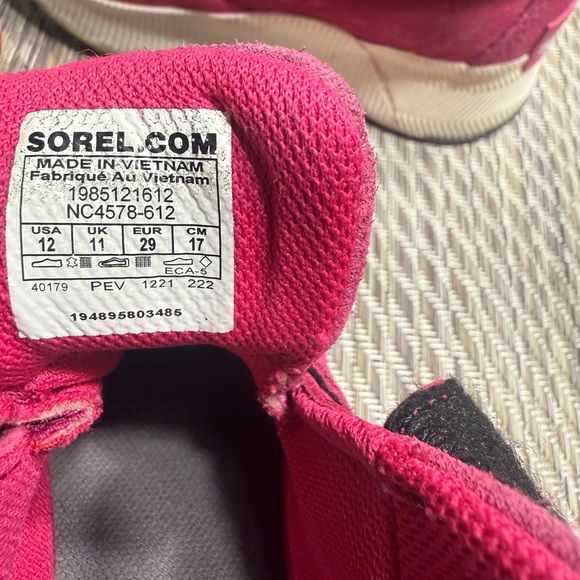 SOREL.COM
MADE IN VIETNAM
Fabriqué Au Vietnam
1985121612
NC4578-612
USA UK EUR CM
12 11 29 17
ECA-5
40179 PEV 1221 222
194895803485